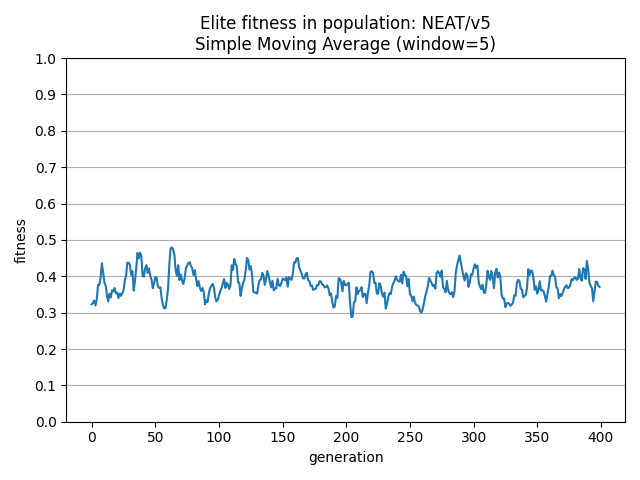 Elite fitness in population: NEAT/v5
Simple Moving Average (window=5)
1.0
0.9
0.8
0.7
0.6
0.5
0.4
0.3
0.2
0.1
0.0
fitness
0 50 100 150 200 250 300 350 400
generation